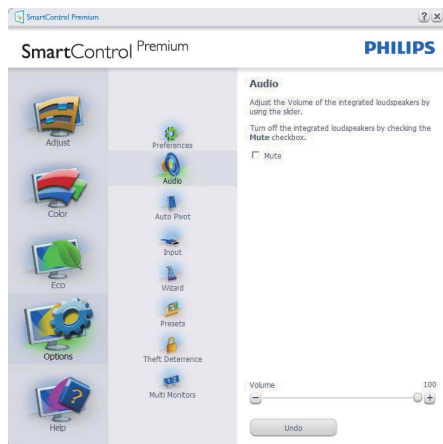 SmartControl Premium
SmartControl Premium
PHILIPS
Adjust
Color
Eco
Options
Help
Preferences
Audio
Auto Pivot
Input
Wizard
Presets
Theft Deterrence
Multi Monitors
Audio
Adjust the Volume of the integrated loudspeakers by
using the slider.
Turn off the integrated loudspeakers by checking the
Mute checkbox.
Mute
Volume 100
Undo